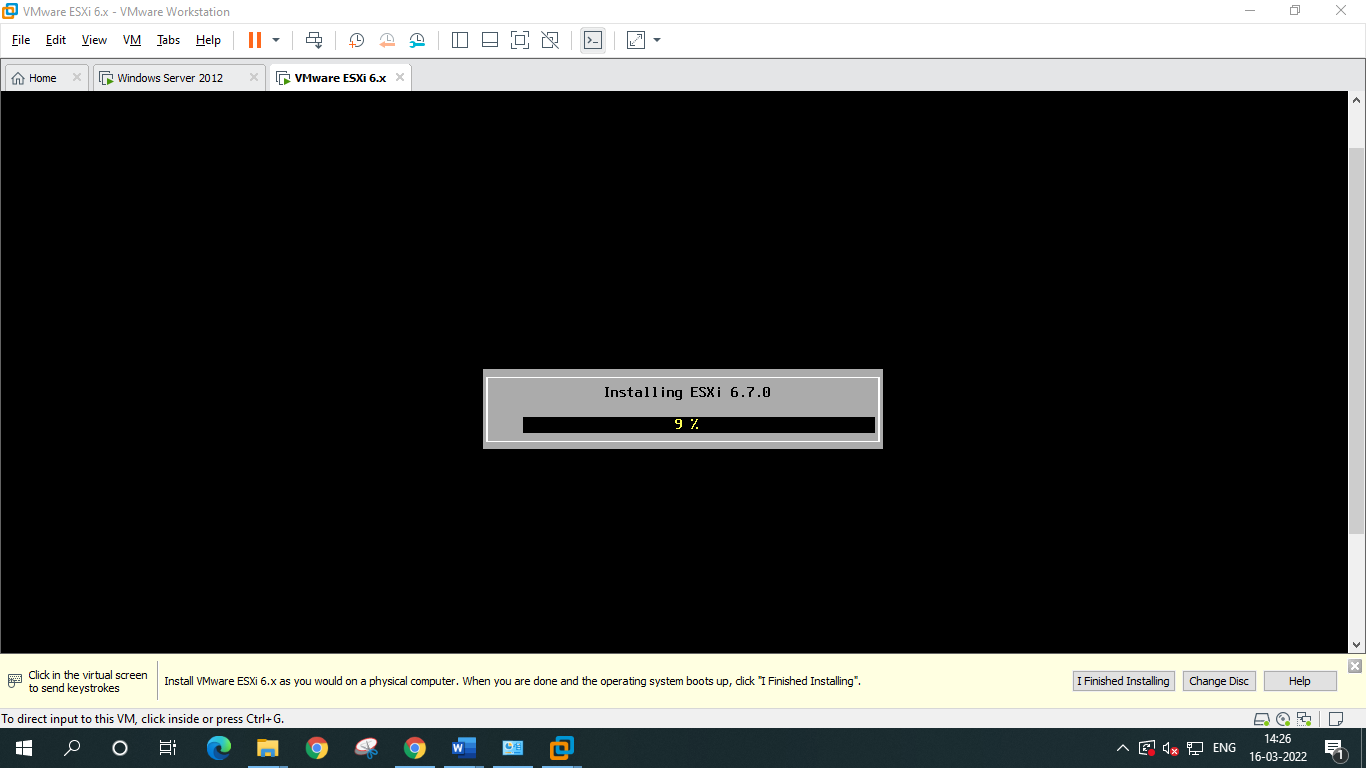 VMware ESXi 6.x - VMware Workstation
File Edit View VM Tabs Help
Home Windows Server 2012 VMware ESXi 6.x
Installing ESXi 6.7.0
9 %
Click in the virtual screen
to send keystrokes
Install VMware ESXi 6.x as you would on a physical computer. When you are done and the operating system boots up, click "I Finished Installing".
I Finished Installing Change Disc Help
To direct input to this VM, click inside or press Ctrl+G.
ENG
14:26
16-03-2022
1